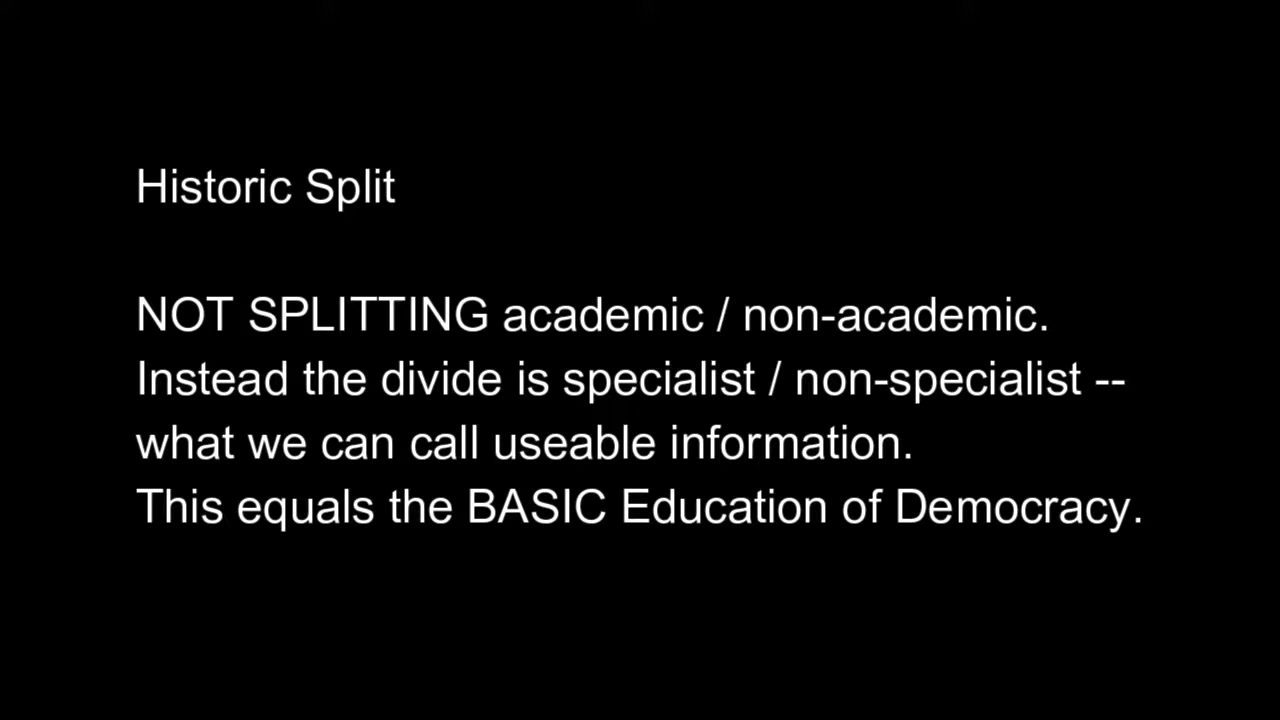 Historic Split
NOT SPLITTING academic / non-academic.
Instead the divide is specialist / non-specialist --
what we can call useable information.
This equals the BASIC Education of Democracy.